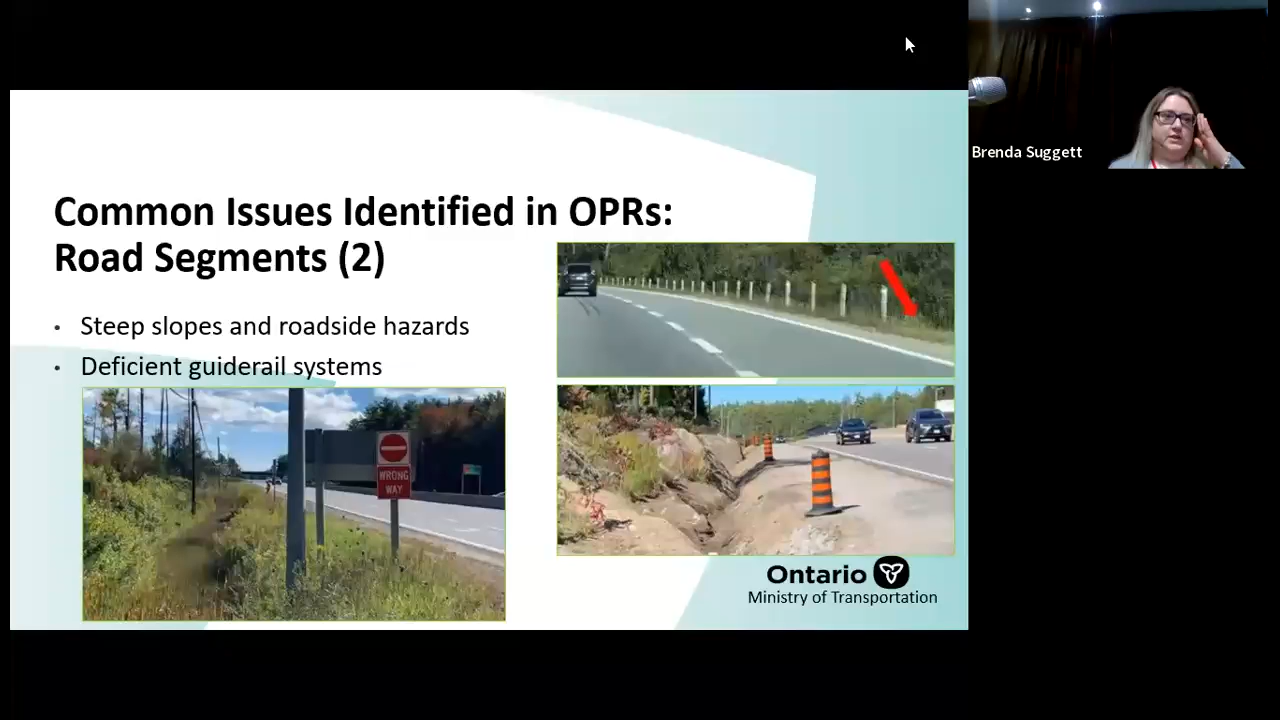 Common Issues Identified in OPRs:
Road Segments (2)
• Steep slopes and roadside hazards
• Deficient guiderail systems
WRONG
WAY
Ontario
Ministry of Transportation
Brenda Suggett